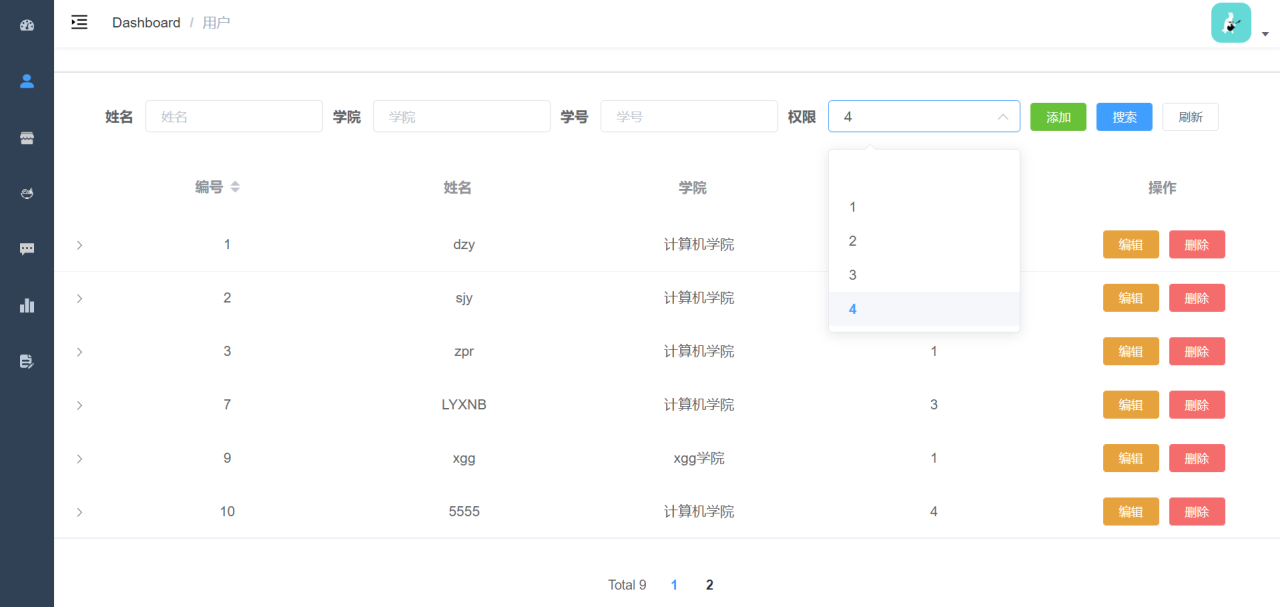 Dashboard / 用户
姓名 姓名 学院 学院 学号 学号 权限 4 添加 搜索 刷新
编号 姓名 学院 操作
1
2
3
4
1 dzy 计算机学院 编辑 删除
2 sjy 计算机学院 编辑 删除
3 zpr 计算机学院 1 编辑 删除
7 LYXNB 计算机学院 3 编辑 删除
9 xgg xgg学院 1 编辑 删除
10 5555 计算机学院 4 编辑 删除
Total 9 1 2